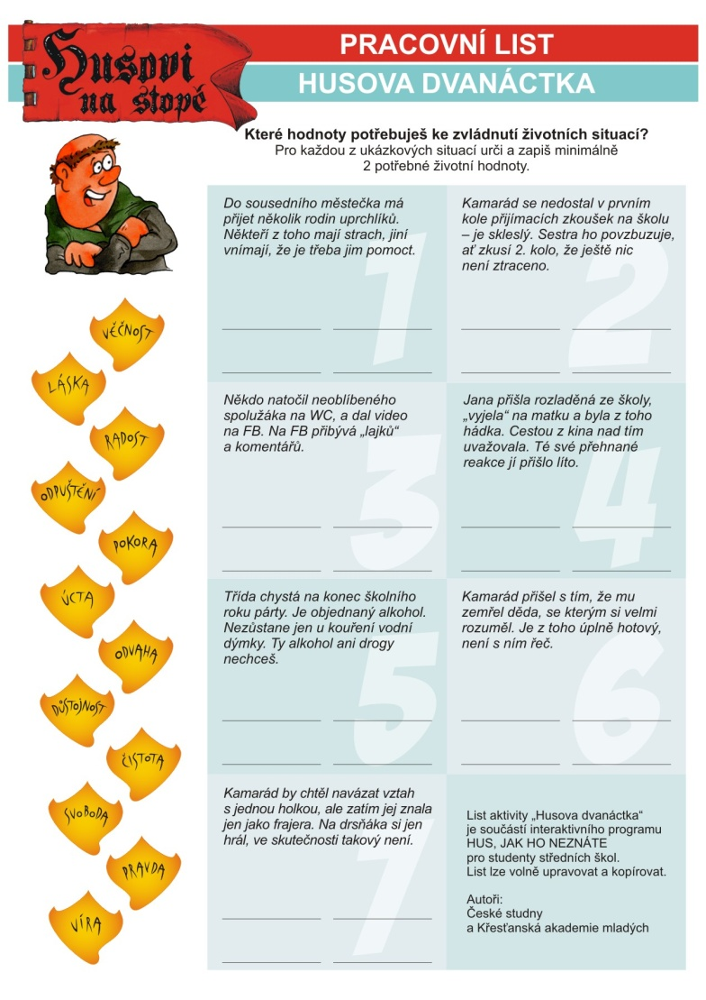 Husovi
na stopě
PRACOVNÍ LIST
HUSOVA DVANÁCTKA
Které hodnoty potřebuješ ke zvládnutí životních situací?
Pro každou z ukázkových situací urči a zapiš minimálně
2 potřebné životní hodnoty.
VĚČNOST
LÁSKA
RADOST
ODPUŠTĚNÍ
POKORA
ÚCTA
ODVAHA
DŮSTOJNOST
ČISTOTA
SVOBODA
PRAVDA
VÍRA
Do sousedního městečka má
přijet několik rodin uprchlíků.
Někteří z toho mají strach, jiní
vnímají, že je třeba jim pomoct.
1
Kamarád se nedostal v prvním
kole přijímacích zkoušek na školu
– je skleslý. Sestra ho povzbuzuje,
ať zkusí 2. kolo, že ještě nic
není ztraceno.
2
Někdo natočil neoblíbeného
spolužáka na WC, a dal video
na FB. Na FB přibývá „lajků“
a komentářů.
3
Jana přišla rozladěná ze školy,
„vyjela“ na matku a byla z toho
hádka. Cestou z kina nad tím
uvažovala. Té své přehnané
reakce jí přišlo líto.
4
Třída chystá na konec školního
roku párty. Je objednaný alkohol.
Nezůstane jen u kouření vodní
dýmky. Ty alkohol ani drogy
nechceš.
5
Kamarád přišel s tím, že mu
zemřel děda, se kterým si velmi
rozuměl. Je z toho úplně hotový,
není s ním řeč.
6
Kamarád by chtěl navázat vztah
s jednou holkou, ale zatím jej znala
jen jako frajera. Na drsňáka si jen
hrál, ve skutečnosti takový není.
7
List aktivity „Husova dvanáctka“
je součástí interaktivního programu
HUS, JAK HO NEZNÁTE
pro studenty středních škol.
List lze volně upravovat a kopírovat.
Autoři:
České studny
a Křesťanská akademie mladých